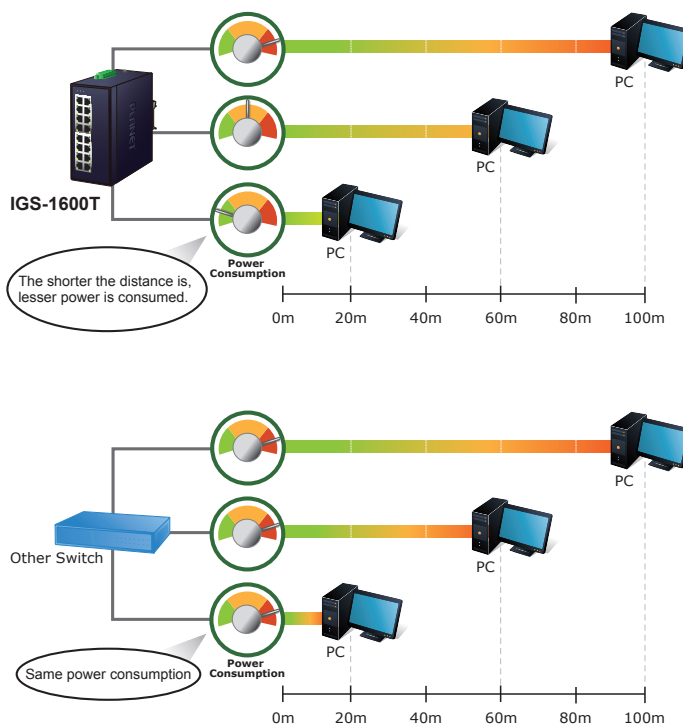 PC
PLANET
PC
IGS-1600T
PC
Power
Consumption
The shorter the distance is,
lesser power is consumed.
0m 20m 40m 60m 80m 100m
PC
Other Switch
PC
PC
Power
Consumption
Same power consumption
0m 20m 40m 60m 80m 100m